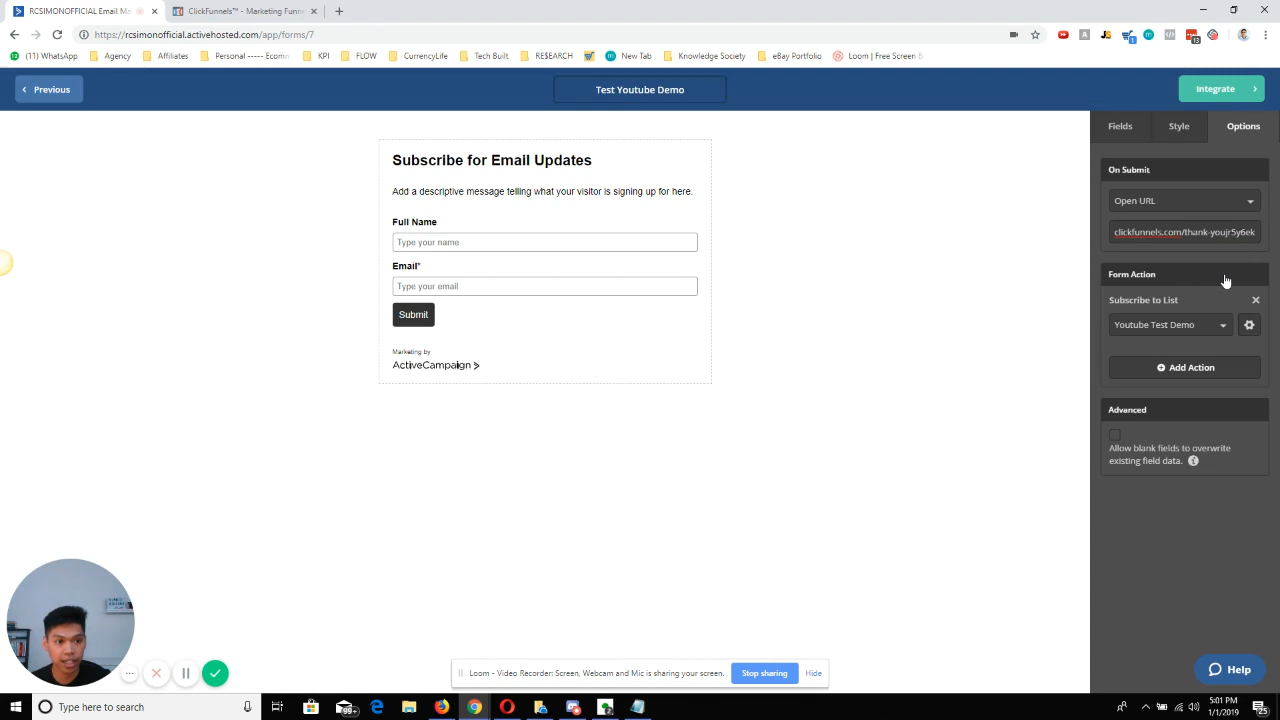 RCSIMONOFFICIAL Email Ma
ClickFunnels™ - Marketing Funne
https://rcsimonofficial.activehosted.com/app/forms/7
(11) WhatsApp
Agency
Affiliates
Personal ----- Ecomm
KPI
FLOW
CurrencyLife
Tech Built
RESEARCH
New Tab
Knowledge Society
eBay Portfolio
Loom | Free Screen &
Previous
Test Youtube Demo
Integrate
Fields
Style
Options
Subscribe for Email Updates
Add a descriptive message telling what your visitor is signing up for here.
Full Name
Type your name
Email*
Type your email
Submit
Marketing by
ActiveCampaign >
On Submit
Open URL
clickfunnels.com/thank-youjr5y6ek
Form Action
Subscribe to List
Youtube Test Demo
Add Action
Advanced
Allow blank fields to overwrite
existing field data.
Loom - Video Recorder: Screen, Webcam and Mic is sharing your screen.
Stop sharing
Hide
Help
Type here to search
99+
5:01 PM
1/1/2019
25